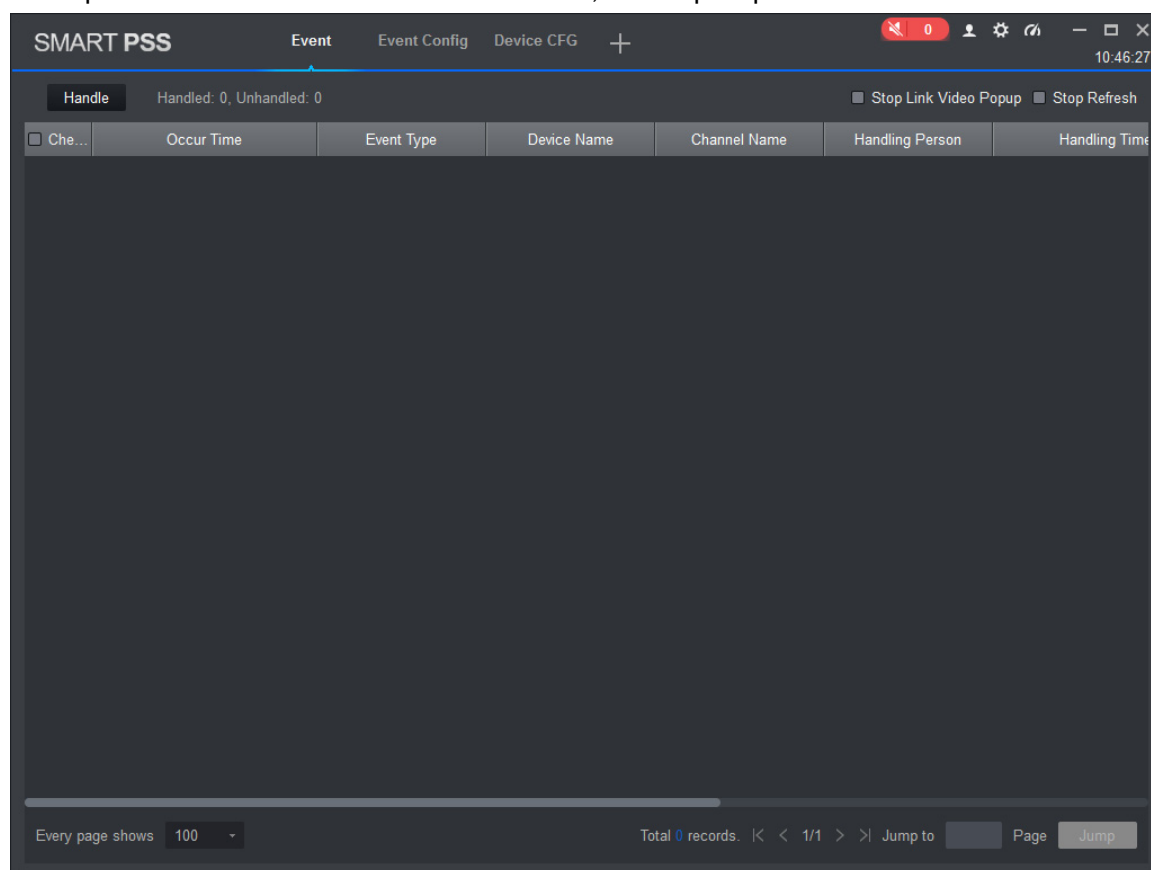 SMART PSS Event Event Config Device CFG 0
10:46:27
Handle Handled: 0, Unhandled: 0 Stop Link Video Popup Stop Refresh
Che... Occur Time Event Type Device Name Channel Name Handling Person Handling Time
Every page shows 100 Total 0 records. |< < 1/1 > >| Jump to Page Jump